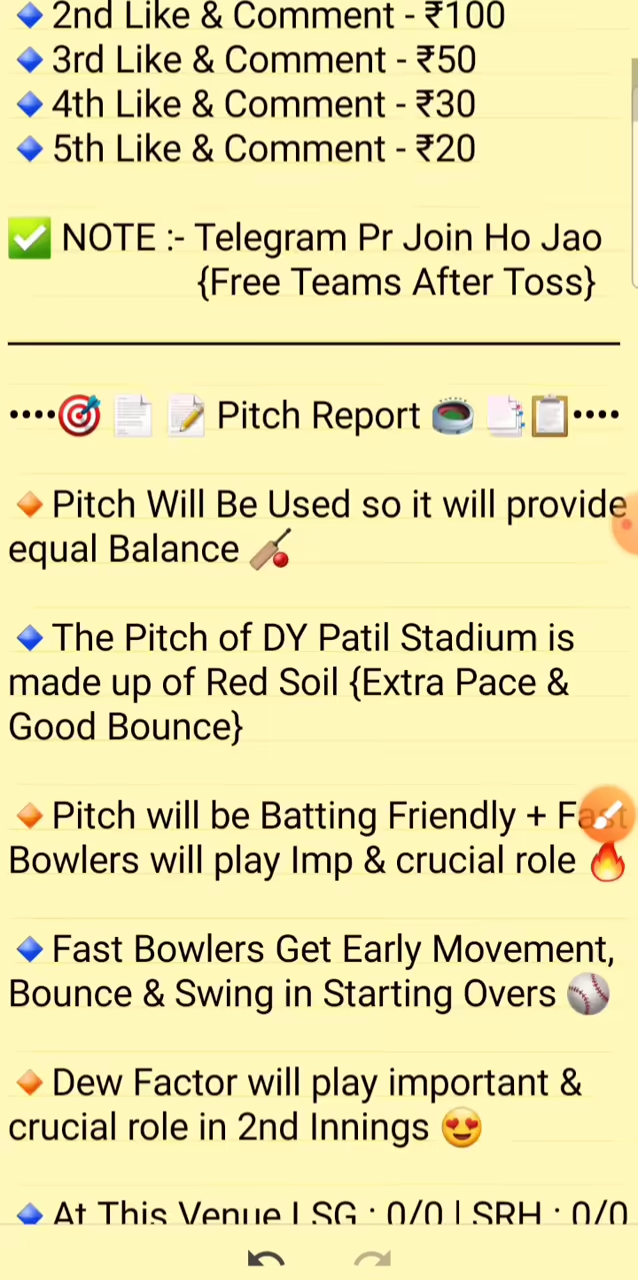 🔹2nd Like & Comment - ₹100
🔹3rd Like & Comment - ₹50
🔹4th Like & Comment - ₹30
🔹5th Like & Comment - ₹20
✅ NOTE :- Telegram Pr Join Ho Jao
{Free Teams After Toss}
••••🎯 📄 📝 Pitch Report 🏟 📑 📋••••
🔸Pitch Will Be Used so it will provide
equal Balance 🏏
🔹The Pitch of DY Patil Stadium is
made up of Red Soil {Extra Pace &
Good Bounce}
🔸Pitch will be Batting Friendly + Fast
Bowlers will play Imp & crucial role 🔥
🔹Fast Bowlers Get Early Movement,
Bounce & Swing in Starting Overs ⚾
🔸Dew Factor will play important &
crucial role in 2nd Innings 😍
🔹At This Venue LSG : 0/0 | SRH : 0/0